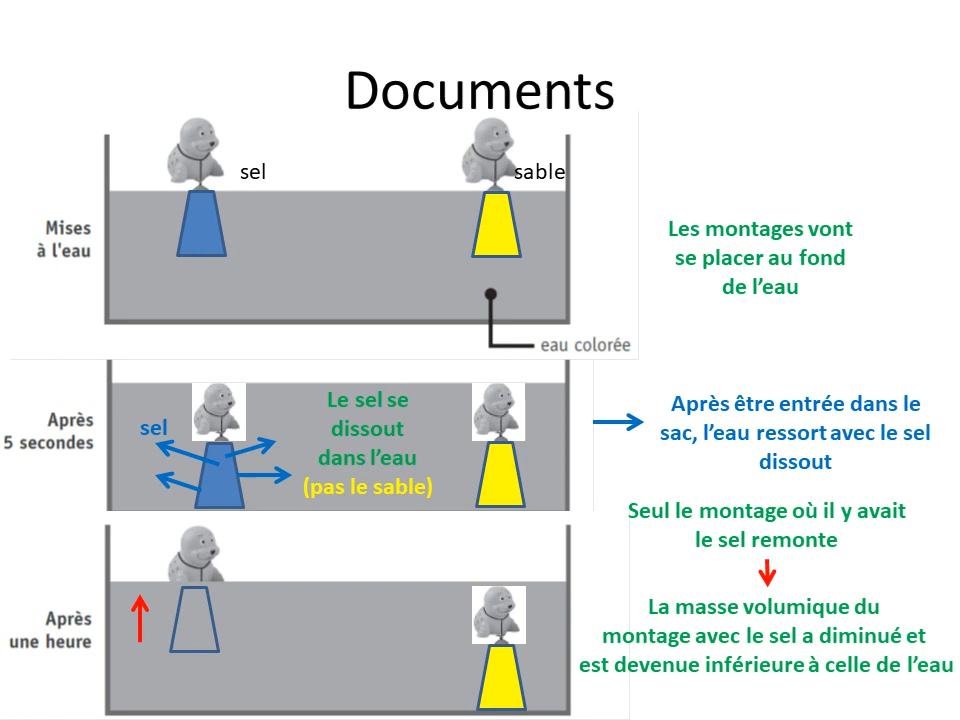 Documents
sel
sable
Mises
à l'eau
Les montages vont
se placer au fond
de l’eau
eau colorée
Après
5 secondes
sel
Le sel se
dissout
dans l’eau
(pas le sable)
Après être entrée dans le
sac, l’eau ressort avec le sel
dissout
Seul le montage où il y avait
le sel remonte
Après
une heure
La masse volumique du
montage avec le sel a diminué et
est devenue inférieure à celle de l’eau